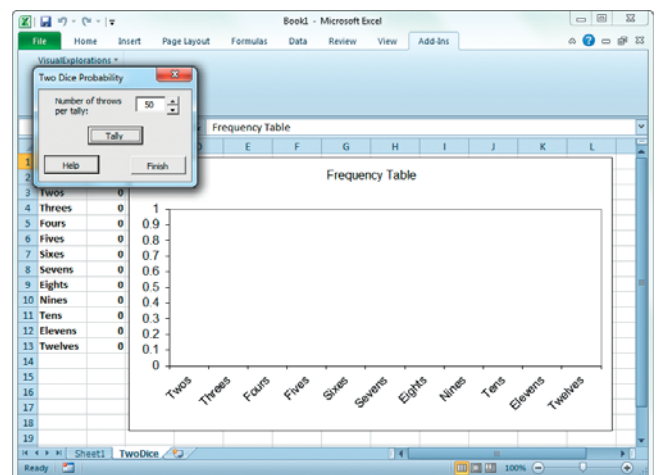 Book1 - Microsoft Excel
File Home Insert Page Layout Formulas Data Review View Add-Ins
VisualExplorations
Two Dice Probability
Number of throws per tally: 50
Tally
Help Finish
Frequency Table
E F G H I J K L
1
2
3 Twos 0
4 Threes 0
5 Fours 0
6 Fives 0
7 Sixes 0
8 Sevens 0
9 Eights 0
10 Nines 0
11 Tens 0
12 Elevens 0
13 Twelves 0
14
15
16
17
18
19
Frequency Table
1
0.9
0.8
0.7
0.6
0.5
0.4
0.3
0.2
0.1
0
Twos Threes Fours Fives Sixes Sevens Eights Nines Tens Elevens Twelves
Sheet1 TwoDice
Ready 100%